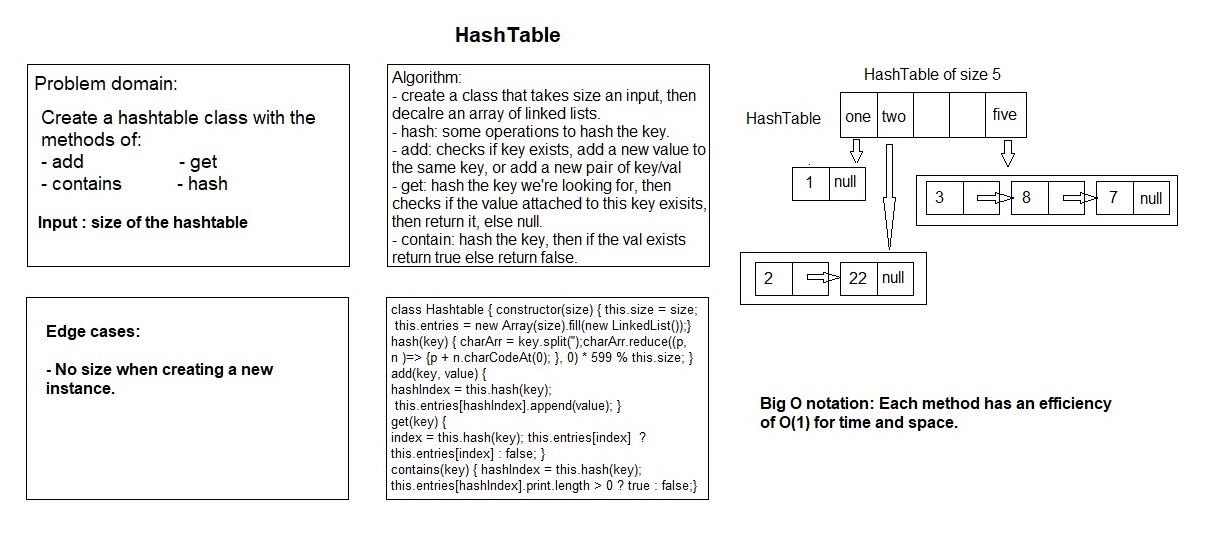 HashTable
Problem domain:
Create a hashtable class with the
methods of:
- add - get
- contains - hash
Input : size of the hashtable
Algorithm:
- create a class that takes size an input, then
decalre an array of linked lists.
- hash: some operations to hash the key.
- add: checks if key exists, add a new value to
the same key, or add a new pair of key/val
- get: hash the key we're looking for, then
checks if the value attached to this key exisits,
then return it, else null.
- contain: hash the key, then if the val exists
return true else return false.
HashTable of size 5
HashTable one two five
1 null
3 8 7 null
2 22 null
Edge cases:
- No size when creating a new
instance.
class Hashtable { constructor(size) { this.size = size;
this.entries = new Array(size).fill(new LinkedList());}
hash(key) { charArr = key.split('');charArr.reduce((p,
n )=> {p + n.charCodeAt(0); }, 0) * 599 % this.size; }
add(key, value) {
hashIndex = this.hash(key);
this.entries[hashIndex].append(value); }
get(key) {
index = this.hash(key); this.entries[index] ?
this.entries[index] : false; }
contains(key) { hashIndex = this.hash(key);
this.entries[hashIndex].print.length > 0 ? true : false;}
Big O notation: Each method has an efficiency
of O(1) for time and space.